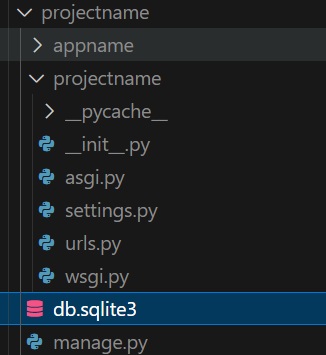 projectname
appname
projectname
__pycache__
__init__.py
asgi.py
settings.py
urls.py
wsgi.py
db.sqlite3
manage.py